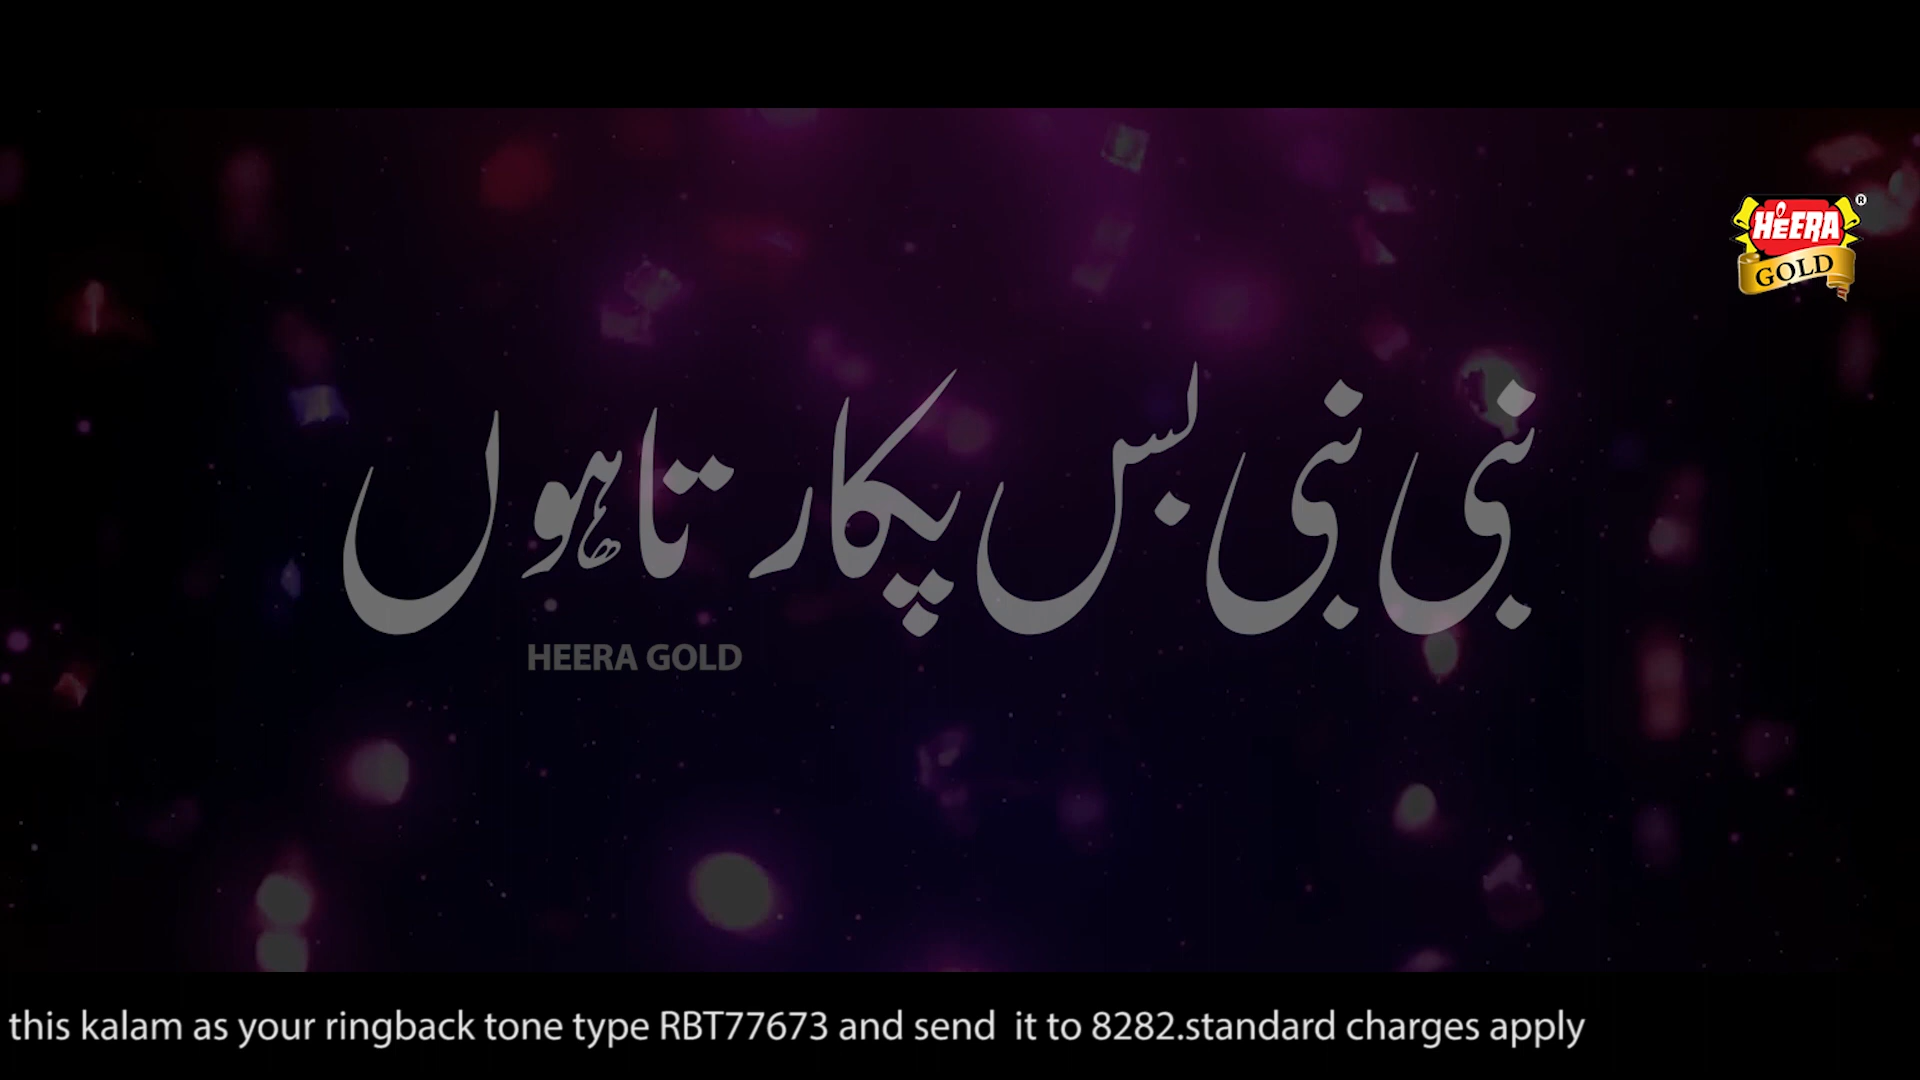 HEERA
GOLD
نبی نبی بس پکارتا ہوں
HEERA GOLD
this kalam as your ringback tone type RBT77673 and send it to 8282.standard charges apply